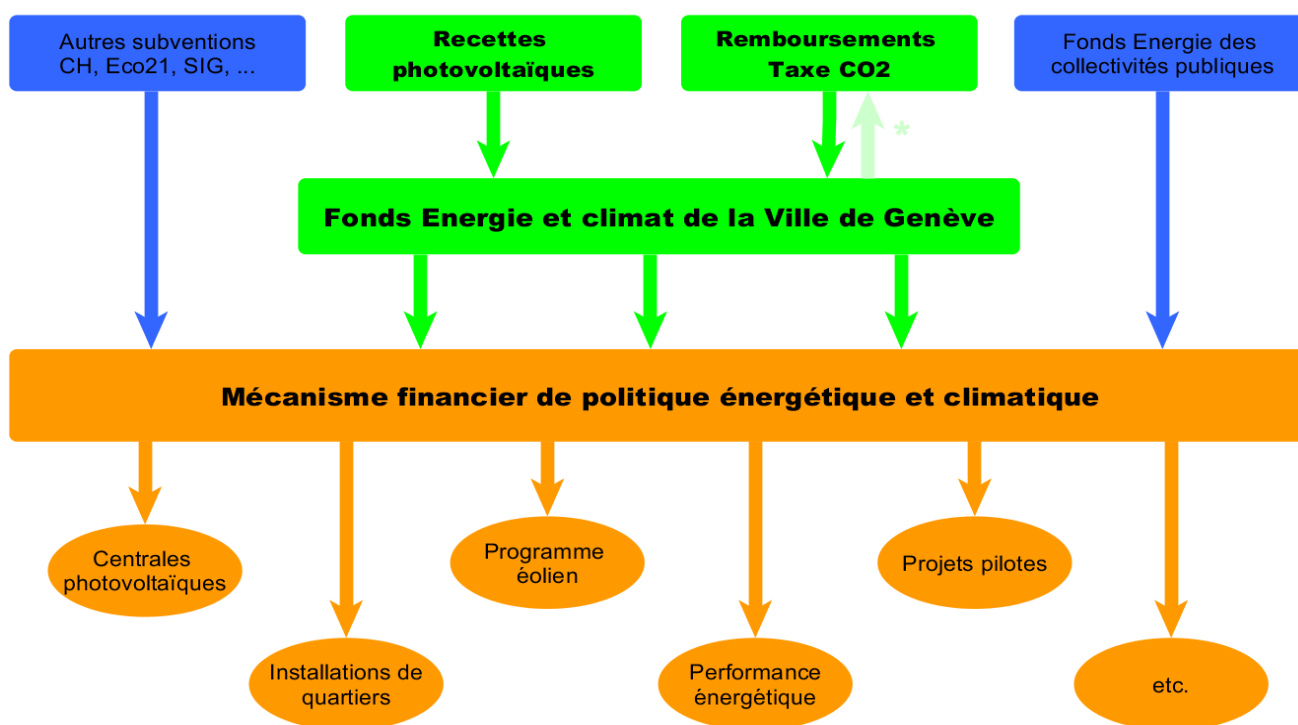 Autres subventions
CH, Eco21, SIG, ...
Recettes
photovoltaïques
Remboursements
Taxe CO2
Fonds Energie des
collectivités publiques
*
Fonds Energie et climat de la Ville de Genève
Mécanisme financier de politique énergétique et climatique
Centrales
photovoltaïques
Programme
éolien
Projets pilotes
Installations de
quartiers
Performance
énergétique
etc.